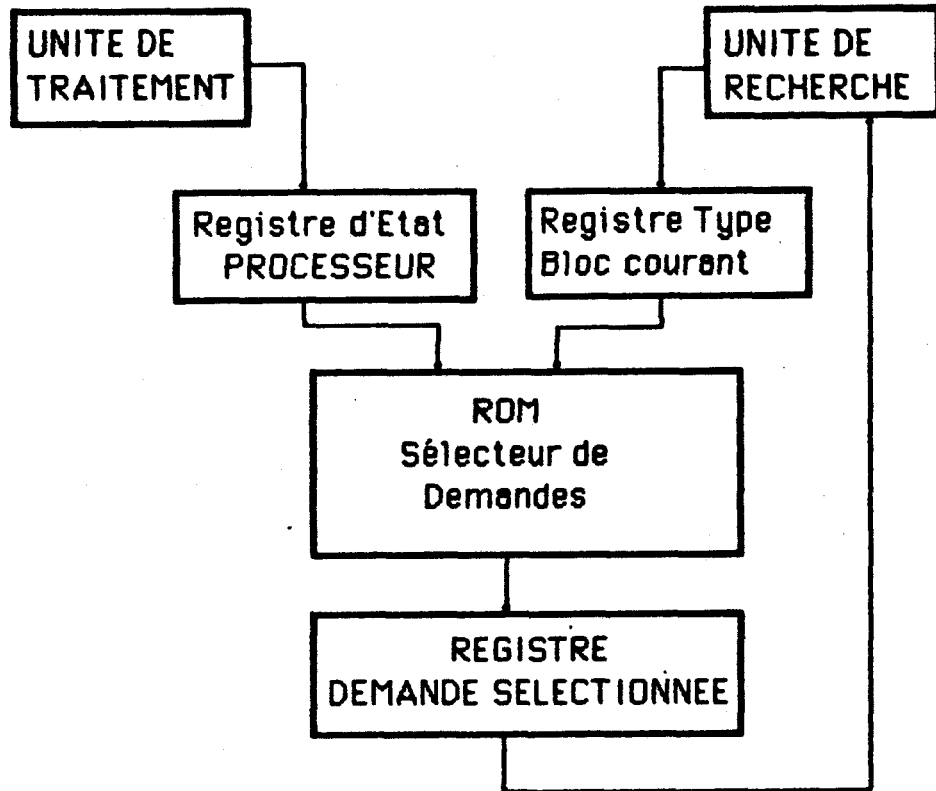 UNITE DE
TRAITEMENT
UNITE DE
RECHERCHE
Registre d'Etat
PROCESSEUR
Registre Type
Bloc courant
ROM
Sélecteur de
Demandes
REGISTRE
DEMANDE SELECTIONNEE